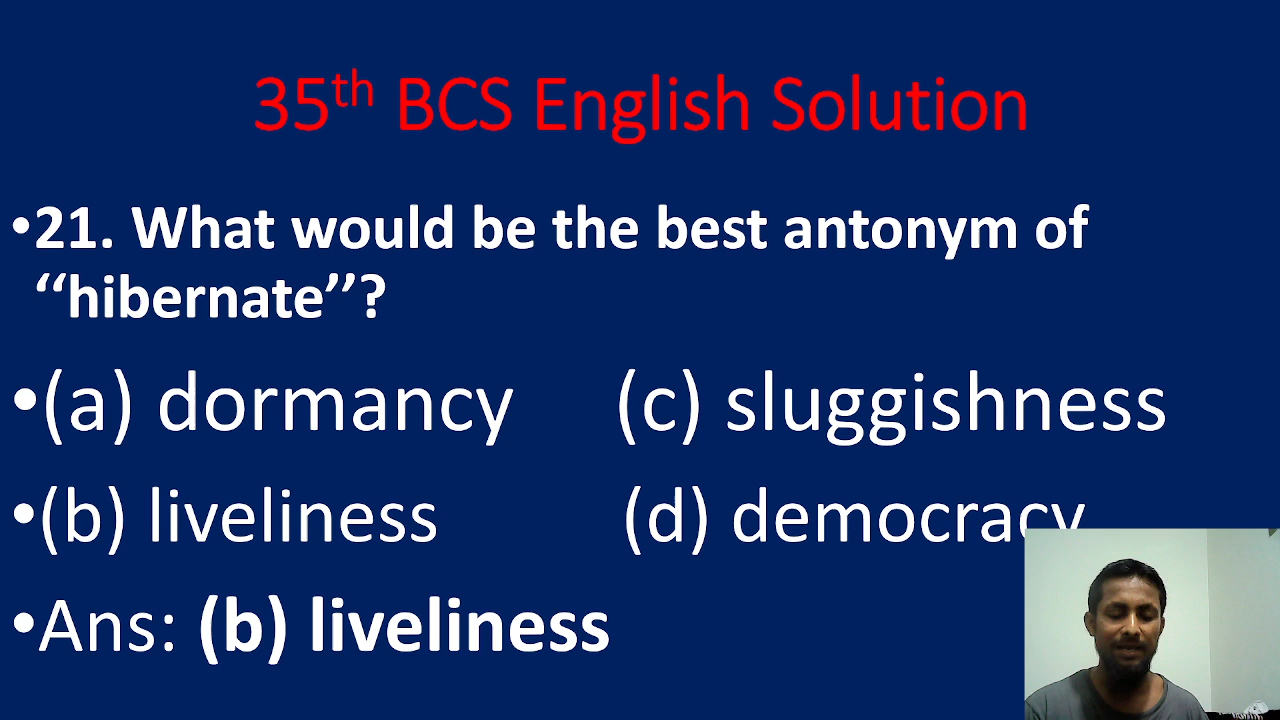 35th BCS English Solution
•21. What would be the best antonym of
‘‘hibernate’’?
•(a) dormancy (c) sluggishness
•(b) liveliness (d) democracy
•Ans: (b) liveliness